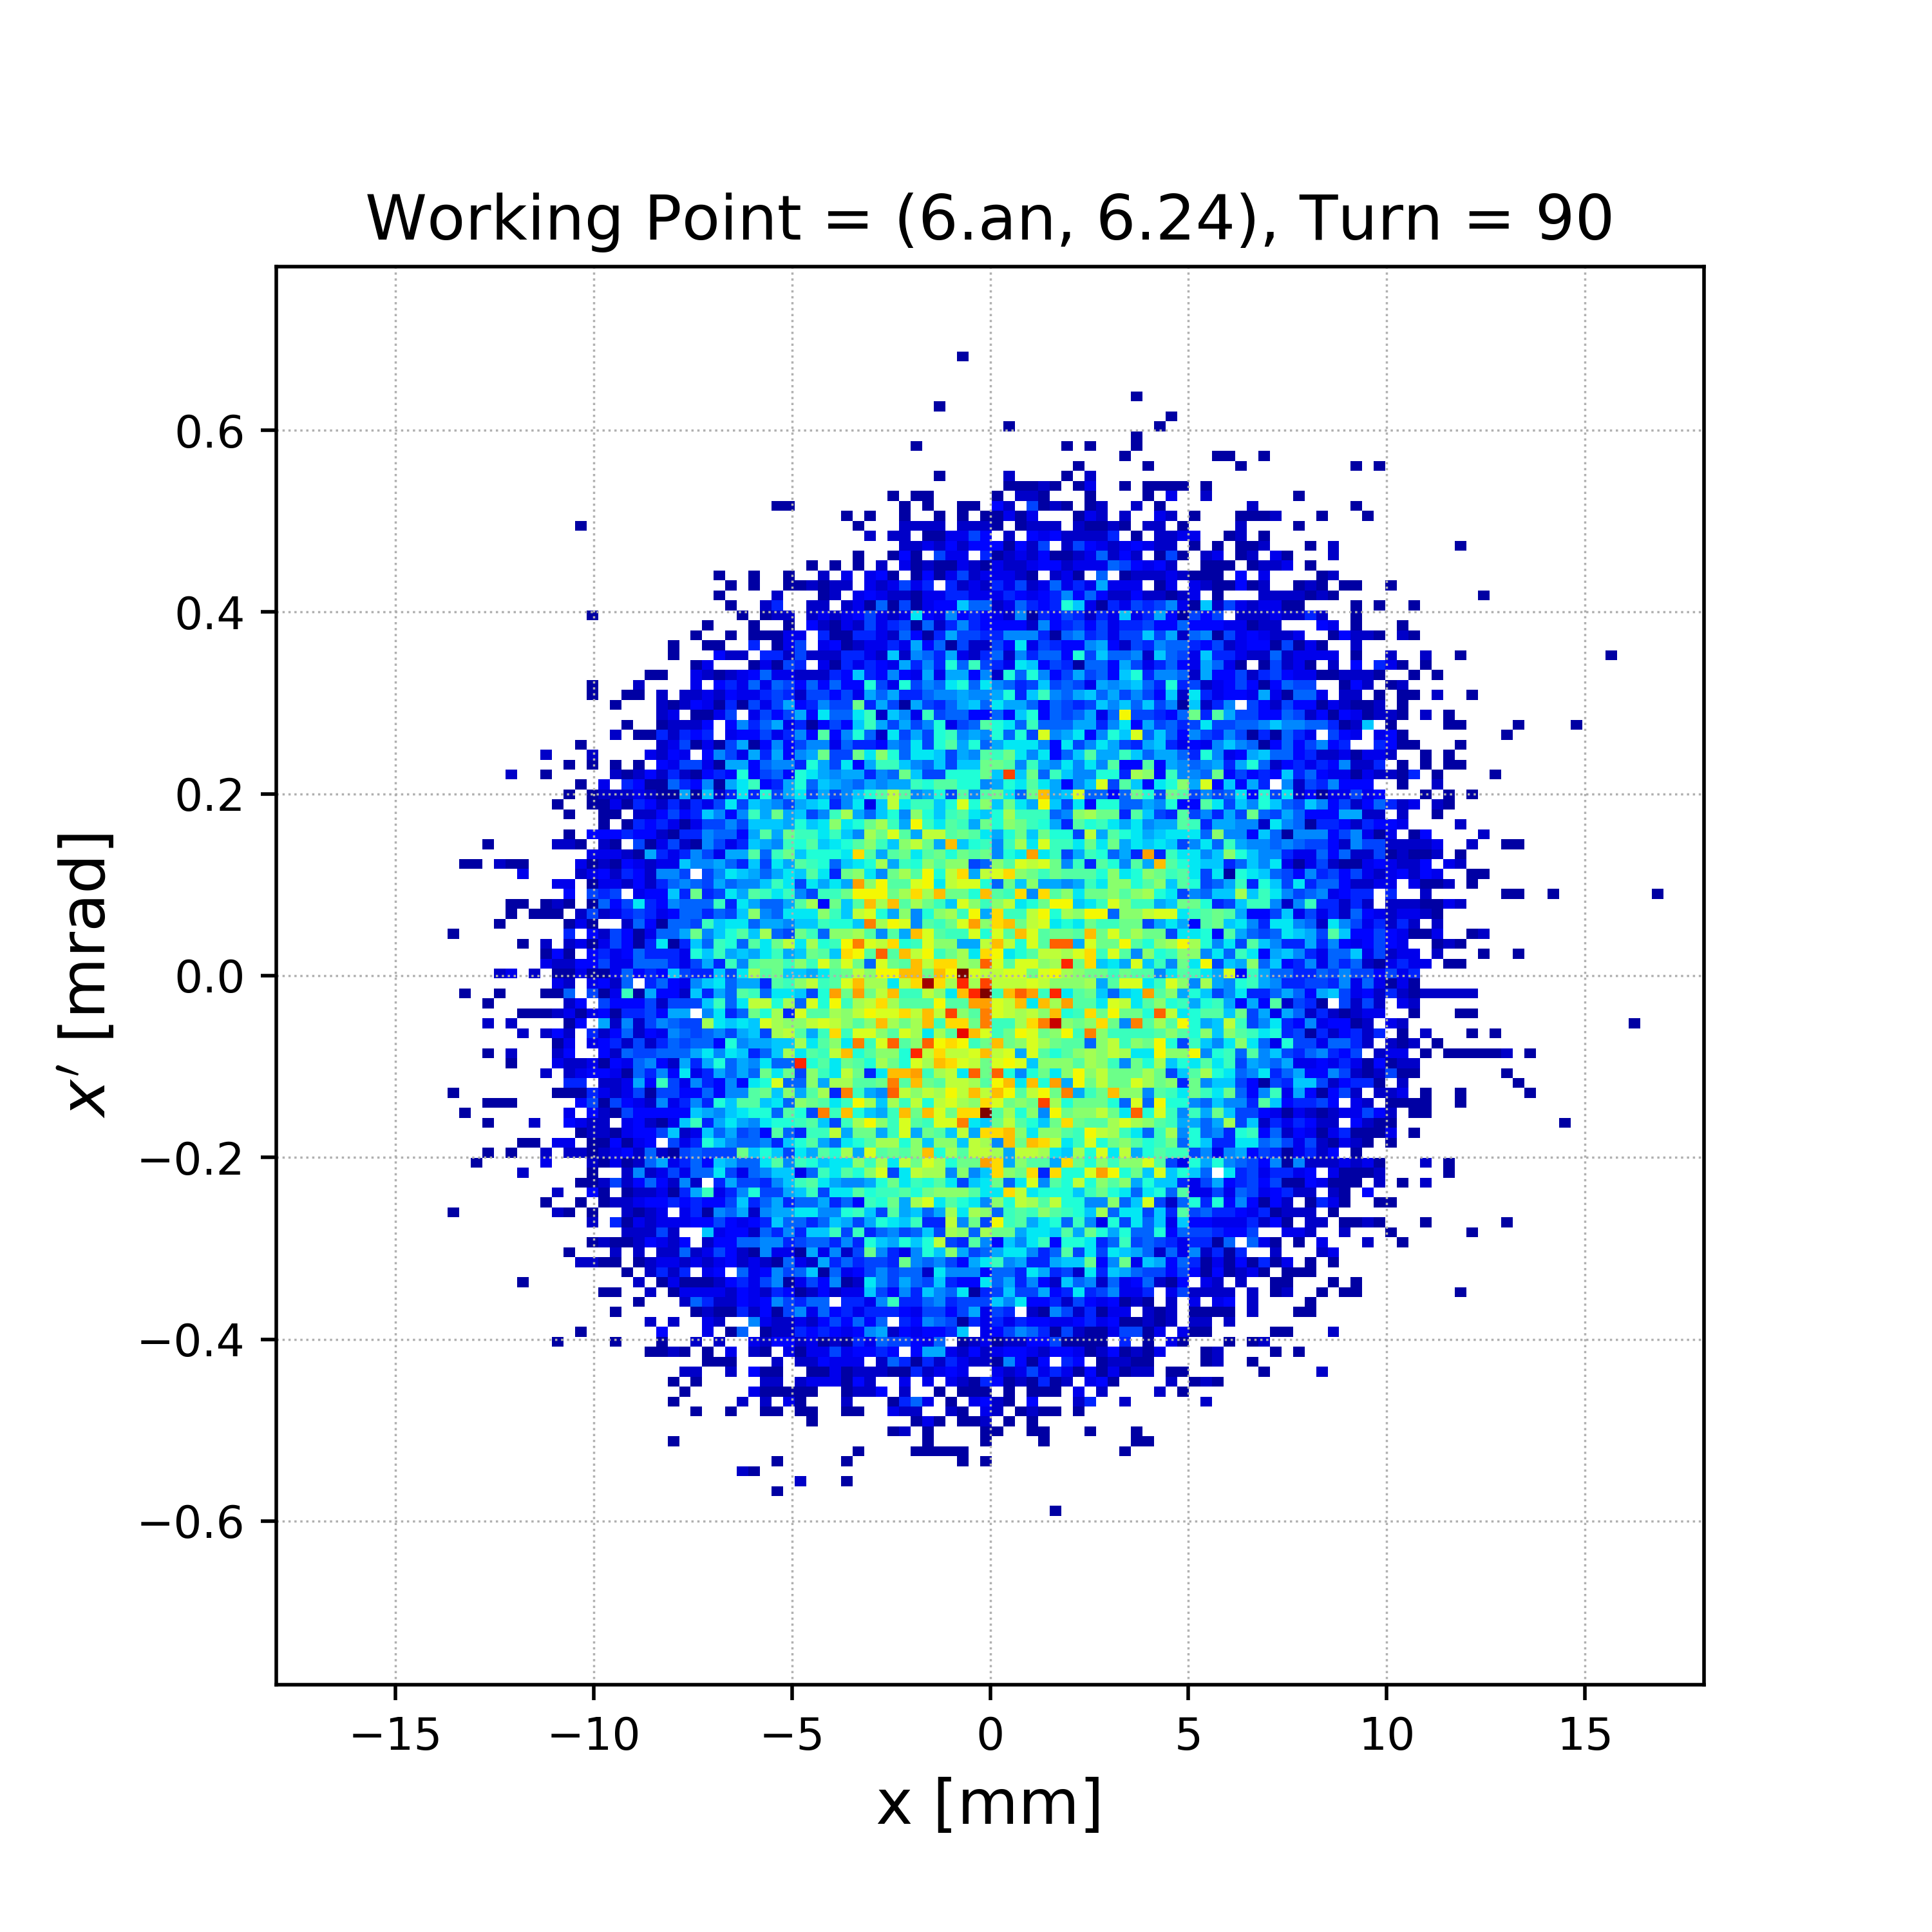 Working Point = (6.an, 6.24), Turn = 90
0.6
0.4
0.2
0.0
−0.2
−0.4
−0.6
x′ [mrad]
−15 −10 −5 0 5 10 15
x [mm]